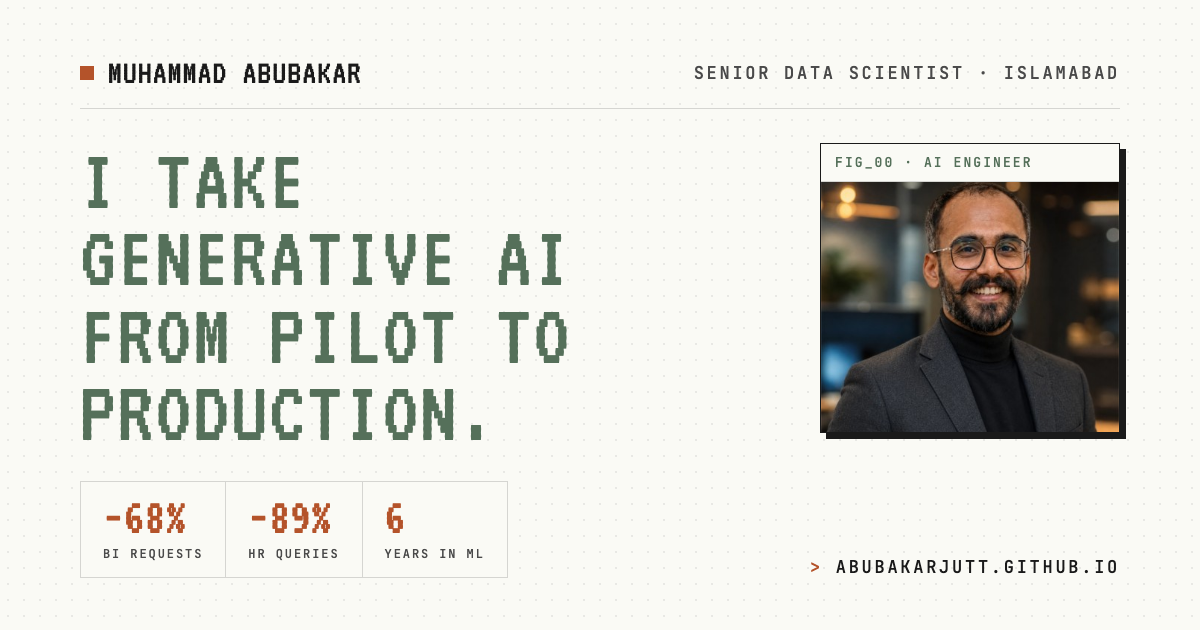 MUHAMMAD ABUBAKAR
SENIOR DATA SCIENTIST · ISLAMABAD
I TAKE
GENERATIVE AI
FROM PILOT TO
PRODUCTION.
FIG_00 · AI ENGINEER
-68%
BI REQUESTS
-89%
HR QUERIES
6
YEARS IN ML
> ABUBAKARJUTT.GITHUB.IO